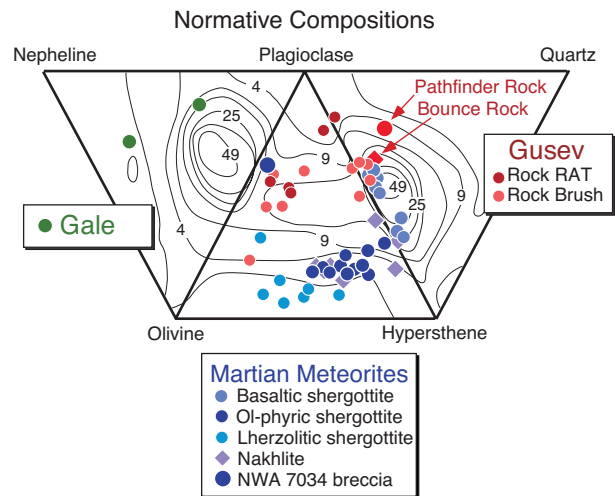 Normative Compositions
Nepheline Plagioclase Quartz
4
Pathfinder Rock
Bounce Rock
25
9
49
Gusev
Rock RAT
Rock Brush
49
25
9
Gale
4
9
4
Olivine Hypersthene
Martian Meteorites
Basaltic shergottite
Ol-phyric shergottite
Lherzolitic shergottite
Nakhlite
NWA 7034 breccia